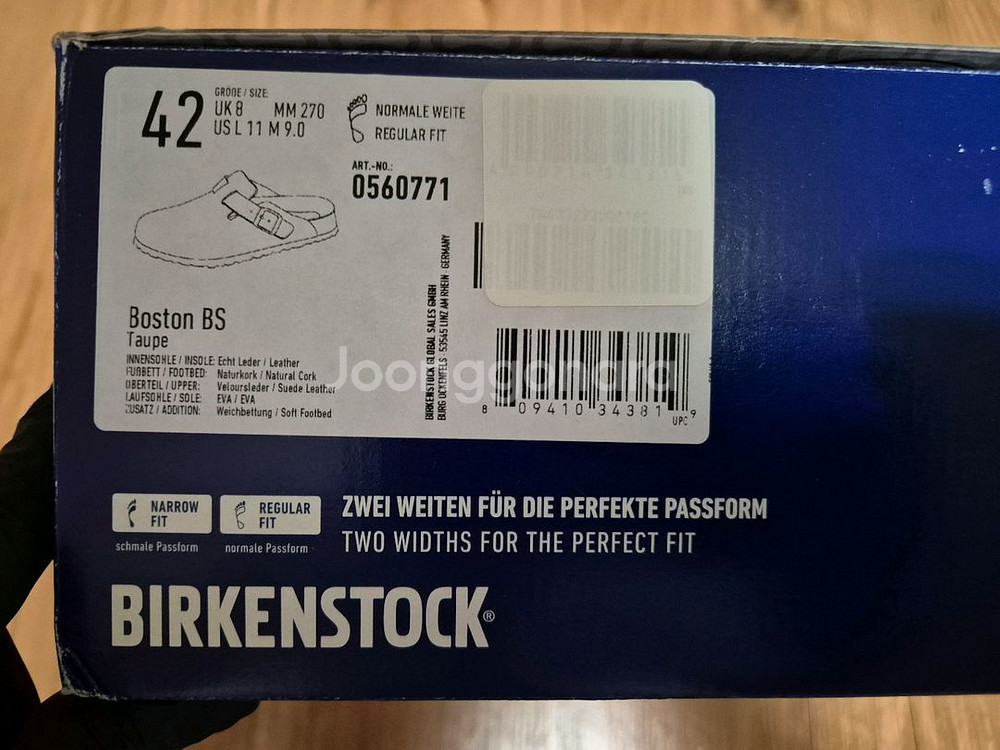 42
GRÖßE / SIZE:
UK 8 MM 270
US L 11 M 9.0
NORMALE WEITE
REGULAR FIT
ART.-NO.:
0560771
Boston BS
Taupe
INNENSOHLE / INSOLE: Echt Leder / Leather
FUßBETT / FOOTBED: Naturkork / Natural Cork
OBERTEIL / UPPER: Veloursleder / Suede Leather
LAUFSOHLE / SOLE: EVA / EVA
ZUSATZ / ADDITION: Weichbettung / Soft Footbed
BIRKENSTOCK GLOBAL SALES GMBH
BURG OCKENFELS · 53545 LINZ AM RHEIN · GERMANY
8 09410 34381 9
UPC
Joonggonara
NARROW
FIT
schmale Passform
REGULAR
FIT
normale Passform
ZWEI WEITEN FÜR DIE PERFEKTE PASSFORM
TWO WIDTHS FOR THE PERFECT FIT
BIRKENSTOCK®